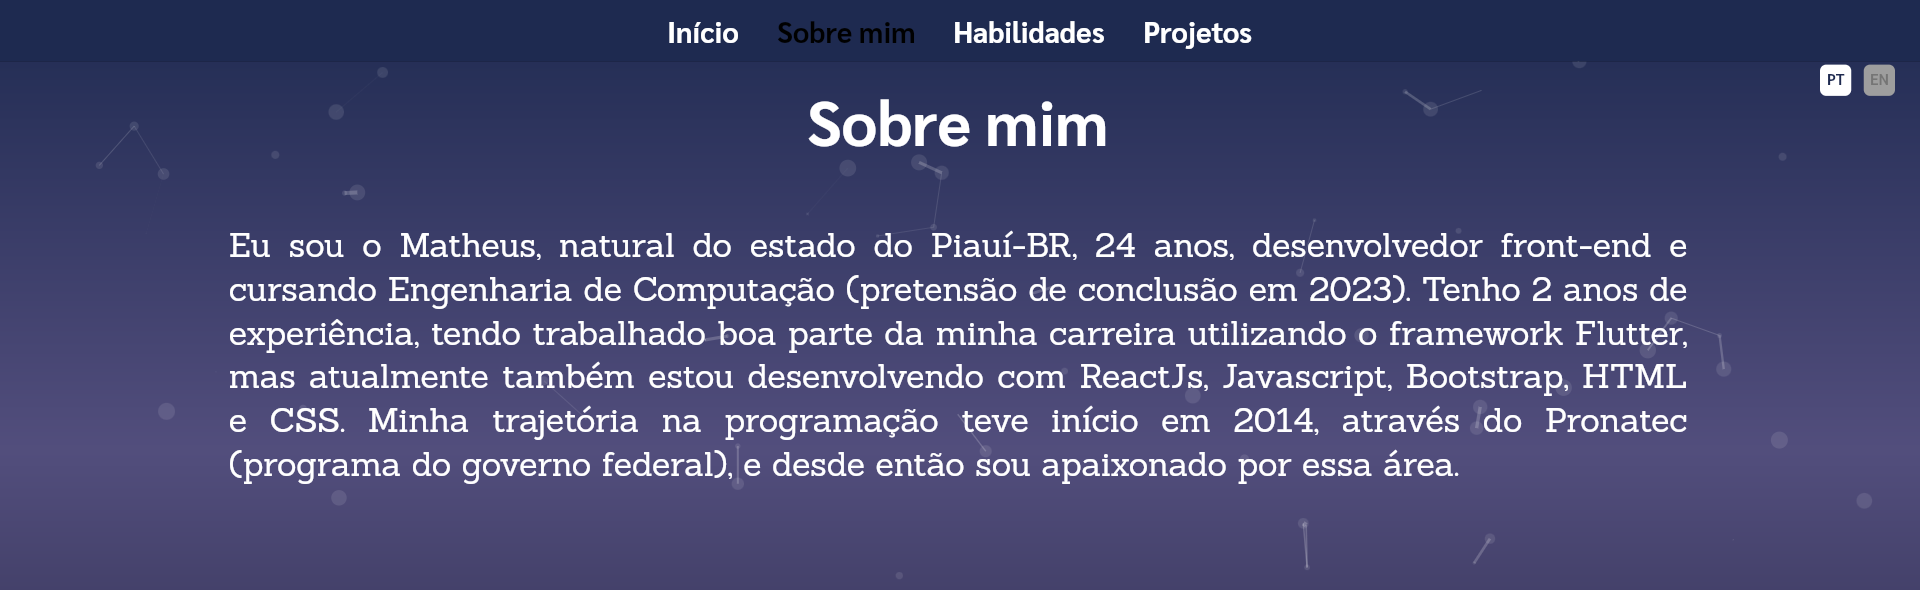 Início Sobre mim Habilidades Projetos
PT EN
Sobre mim
Eu sou o Matheus, natural do estado do Piauí-BR, 24 anos, desenvolvedor front-end e
cursando Engenharia de Computação (pretensão de conclusão em 2023). Tenho 2 anos de
experiência, tendo trabalhado boa parte da minha carreira utilizando o framework Flutter,
mas atualmente também estou desenvolvendo com ReactJs, Javascript, Bootstrap, HTML
e CSS. Minha trajetória na programação teve início em 2014, através do Pronatec
(programa do governo federal), e desde então sou apaixonado por essa área.